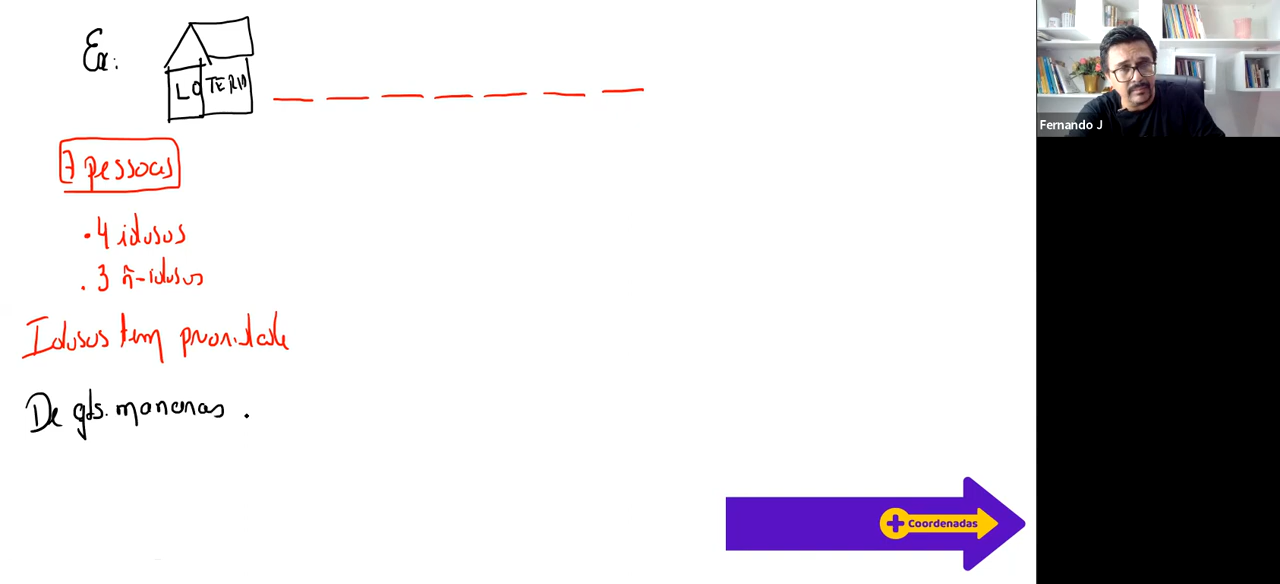 Ex:
LOTERIA
7 pessoas
• 4 idosos
• 3 ñ-idosos
Idosos tem prioridade
De qts. maneiras
+ Coordenadas
Fernando J